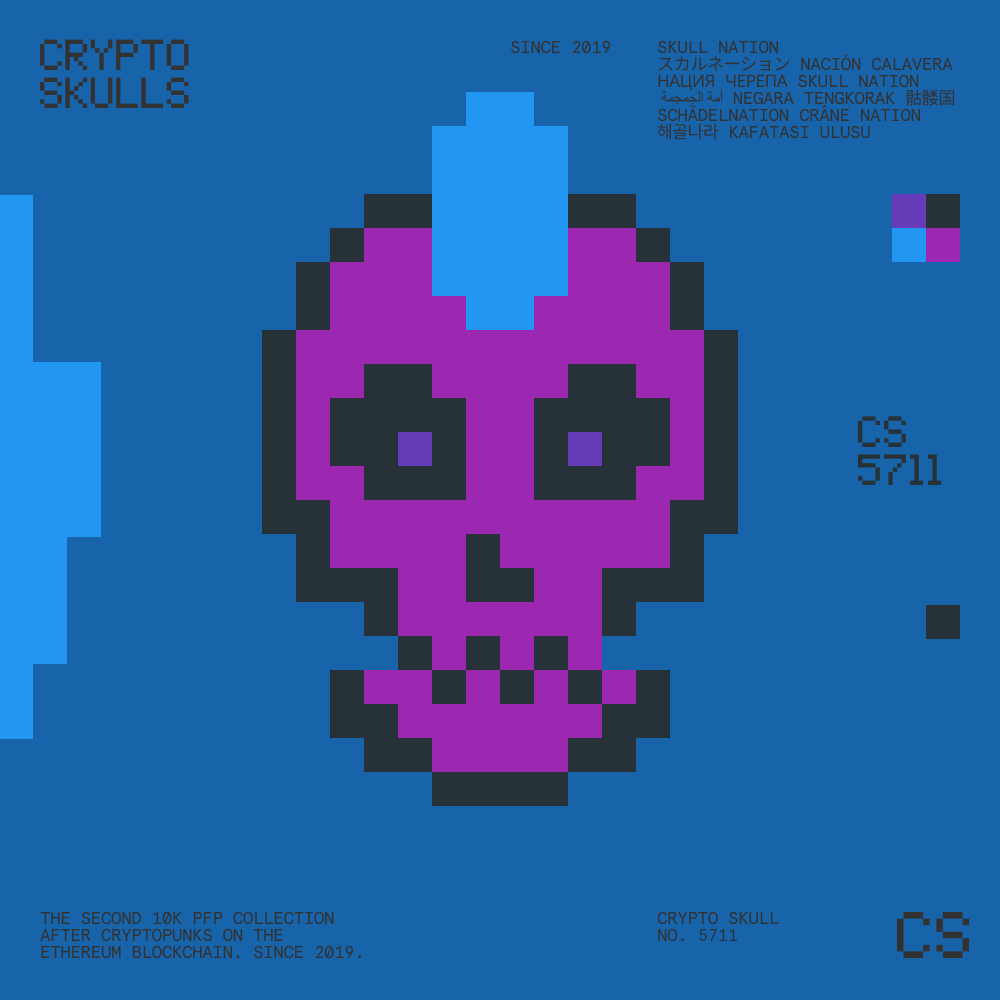 CRYPTO
SKULLS
SINCE 2019
SKULL NATION
スカルネーション NACIÓN CALAVERA
НАЦИЯ ЧЕРЕПА SKULL NATION
أمة الجمجمة NEGARA TENGKORAK 骷髅国
SCHÄDELNATION CRÂNE NATION
해골나라 KAFATASI ULUSU
CS
5711
THE SECOND 10K PFP COLLECTION
AFTER CRYPTOPUNKS ON THE
ETHEREUM BLOCKCHAIN. SINCE 2019.
CRYPTO SKULL
NO. 5711
CS